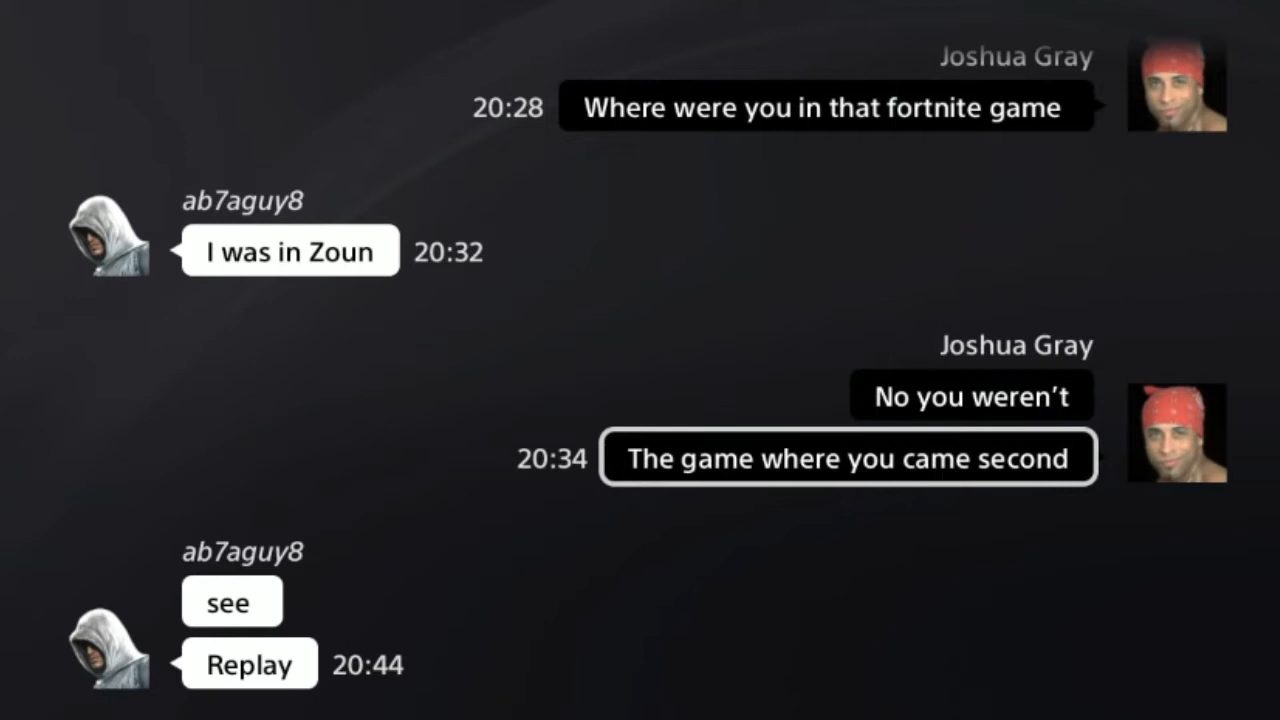 Joshua Gray
20:28 Where were you in that fortnite game
ab7aguy8
I was in Zoun 20:32
Joshua Gray
No you weren't
20:34 The game where you came second
ab7aguy8
see
Replay 20:44